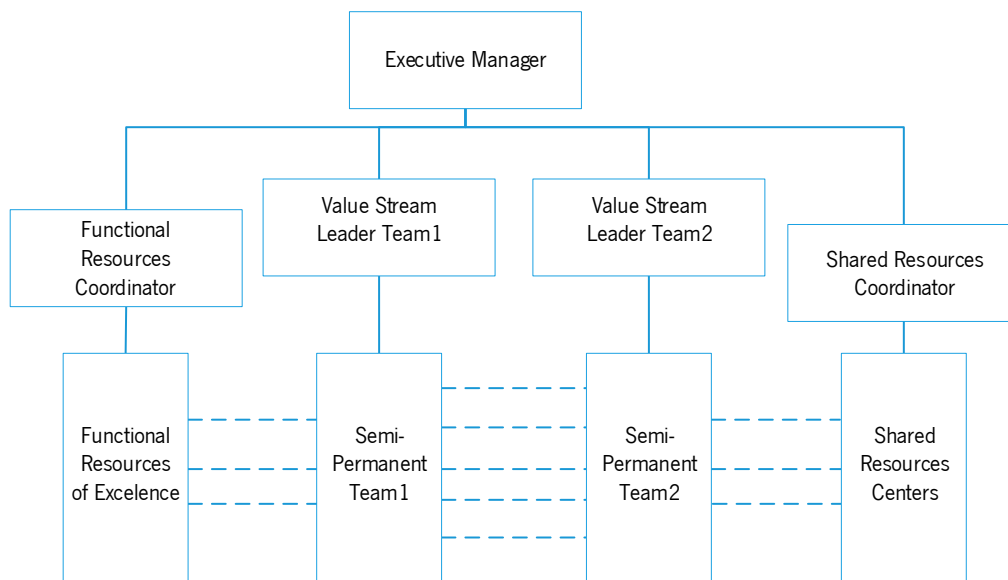 Executive Manager
Functional
Resources
Coordinator
Value Stream
Leader Team1
Value Stream
Leader Team2
Shared Resources
Coordinator
Functional
Resources
of Excelence
Semi-
Permanent
Team1
Semi-
Permanent
Team2
Shared
Resources
Centers